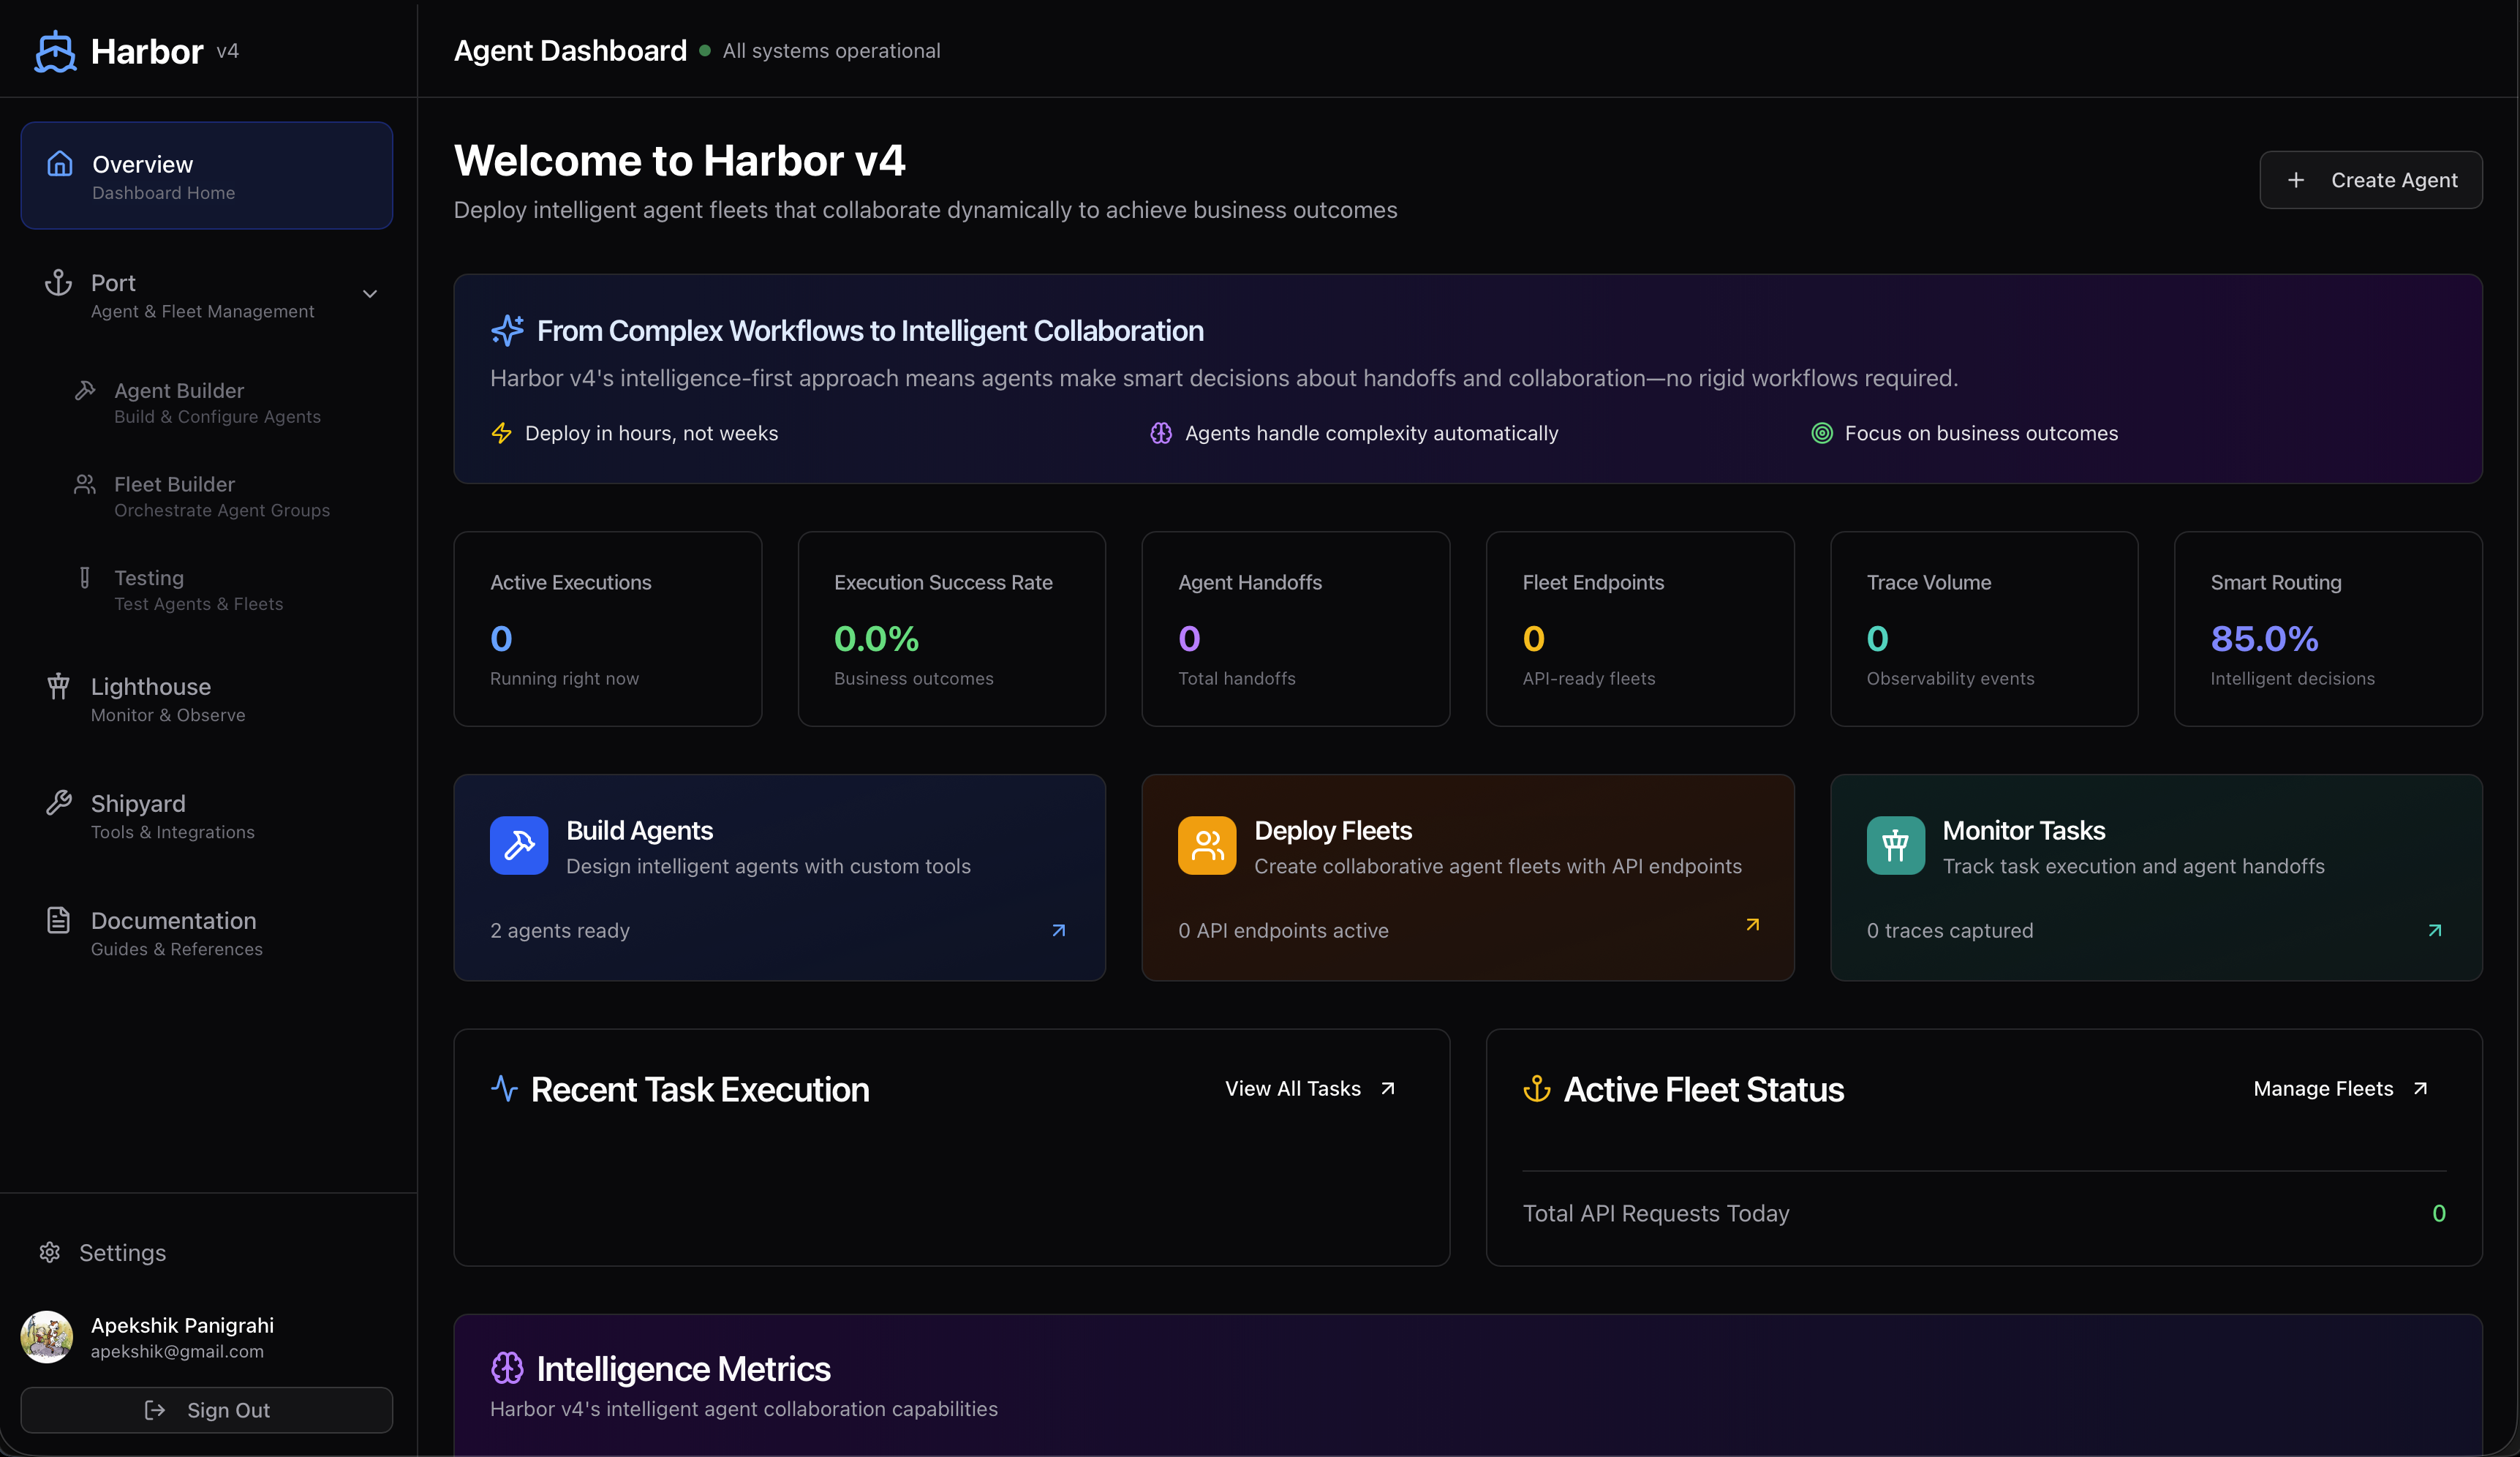 Harbor v4
Overview
Dashboard Home
Port
Agent & Fleet Management
Agent Builder
Build & Configure Agents
Fleet Builder
Orchestrate Agent Groups
Testing
Test Agents & Fleets
Lighthouse
Monitor & Observe
Shipyard
Tools & Integrations
Documentation
Guides & References
Settings
Apekshik Panigrahi
apekshik@gmail.com
Sign Out
Agent Dashboard
All systems operational
Welcome to Harbor v4
Deploy intelligent agent fleets that collaborate dynamically to achieve business outcomes
Create Agent
From Complex Workflows to Intelligent Collaboration
Harbor v4's intelligence-first approach means agents make smart decisions about handoffs and collaboration—no rigid workflows required.
Deploy in hours, not weeks
Agents handle complexity automatically
Focus on business outcomes
Active Executions
0
Running right now
Execution Success Rate
0.0%
Business outcomes
Agent Handoffs
0
Total handoffs
Fleet Endpoints
0
API-ready fleets
Trace Volume
0
Observability events
Smart Routing
85.0%
Intelligent decisions
Build Agents
Design intelligent agents with custom tools
2 agents ready
Deploy Fleets
Create collaborative agent fleets with API endpoints
0 API endpoints active
Monitor Tasks
Track task execution and agent handoffs
0 traces captured
Recent Task Execution
View All Tasks
Active Fleet Status
Manage Fleets
Total API Requests Today
0
Intelligence Metrics
Harbor v4's intelligent agent collaboration capabilities